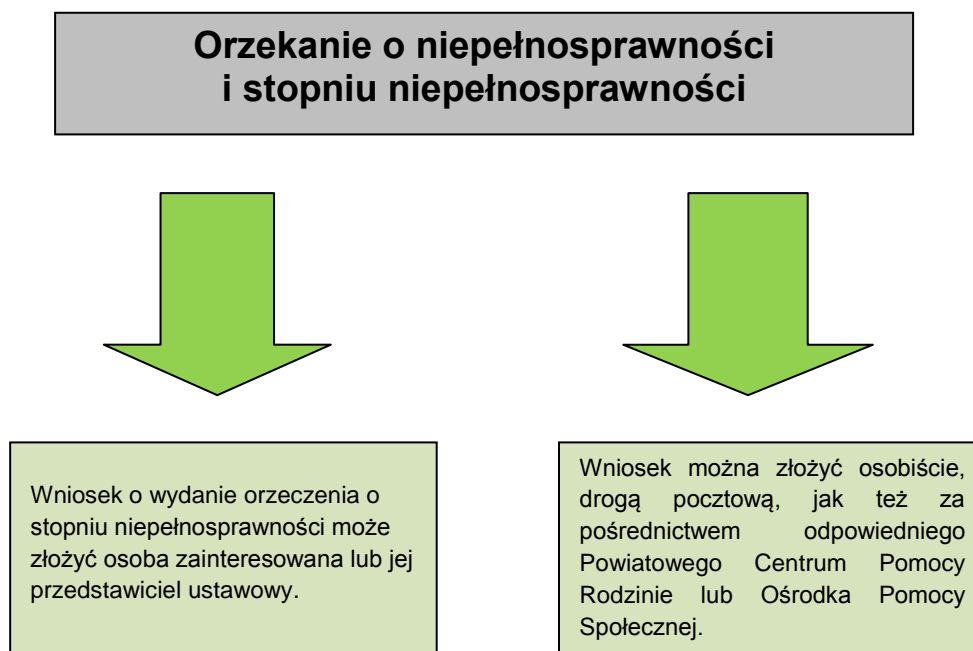 Orzekanie o niepełnosprawności
i stopniu niepełnosprawności
Wniosek o wydanie orzeczenia o
stopniu niepełnosprawności może
złożyć osoba zainteresowana lub jej
przedstawiciel ustawowy.
Wniosek można złożyć osobiście,
drogą pocztową, jak też za
pośrednictwem odpowiedniego
Powiatowego Centrum Pomocy
Rodzinie lub Ośrodka Pomocy
Społecznej.